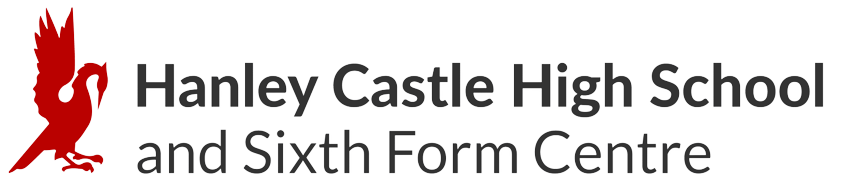 Hanley Castle High School
and Sixth Form Centre